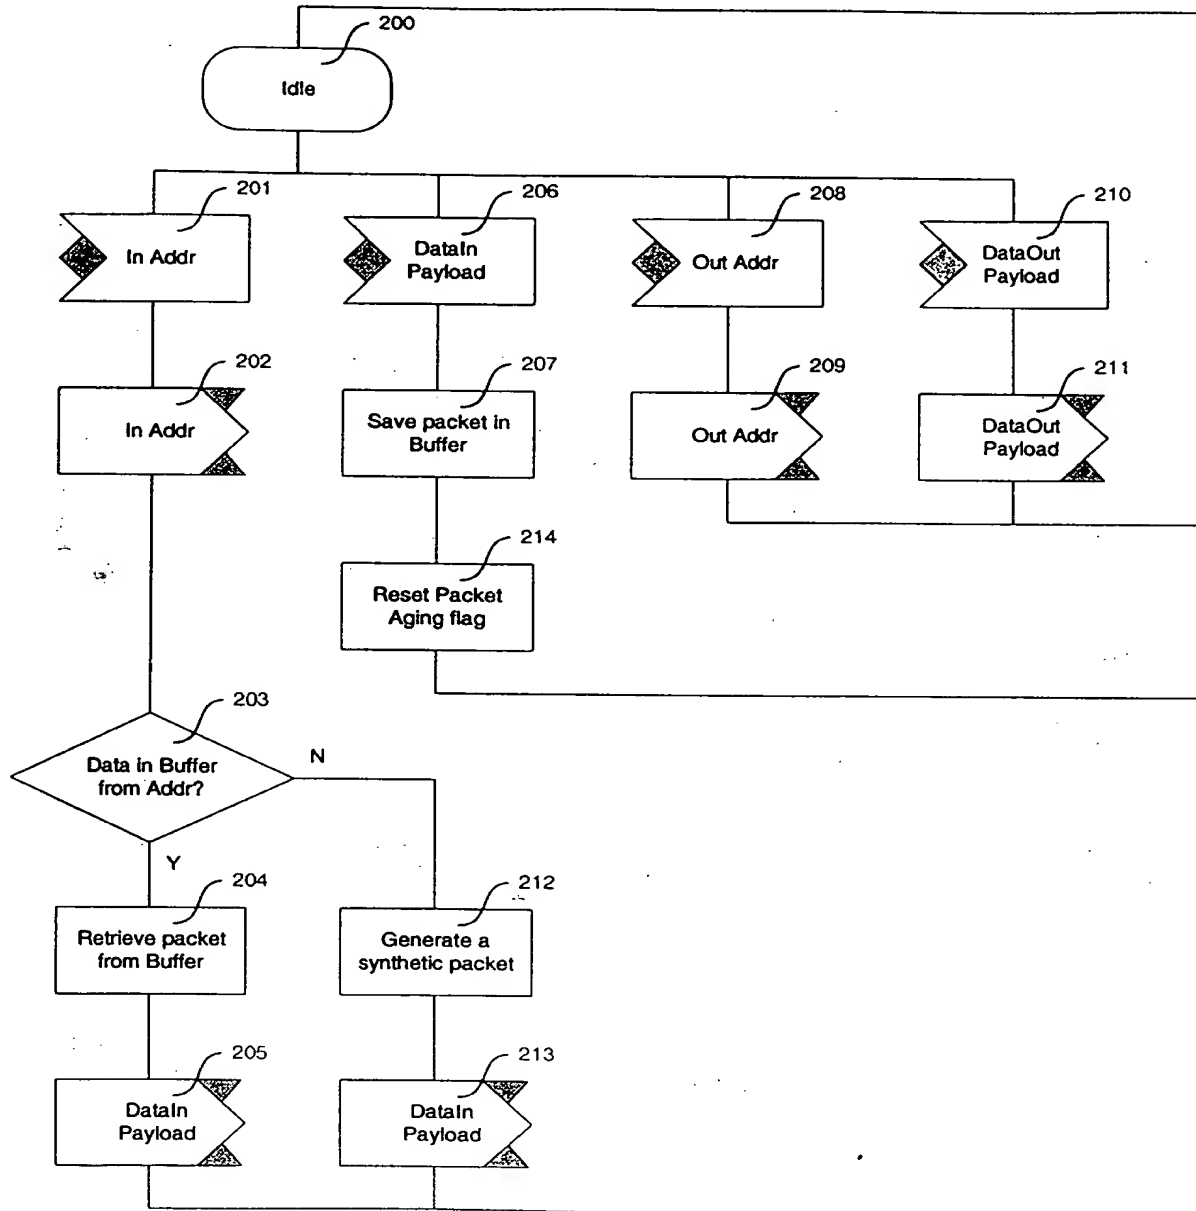 200
Idle
201
206
208
210
In Addr
DataIn
Payload
Out Addr
DataOut
Payload
202
207
209
211
In Addr
Save packet in
Buffer
Out Addr
DataOut
Payload
214
Reset Packet
Aging flag
203
Data in Buffer
from Addr?
N
Y
204
212
Retrieve packet
from Buffer
Generate a
synthetic packet
205
213
DataIn
Payload
DataIn
Payload